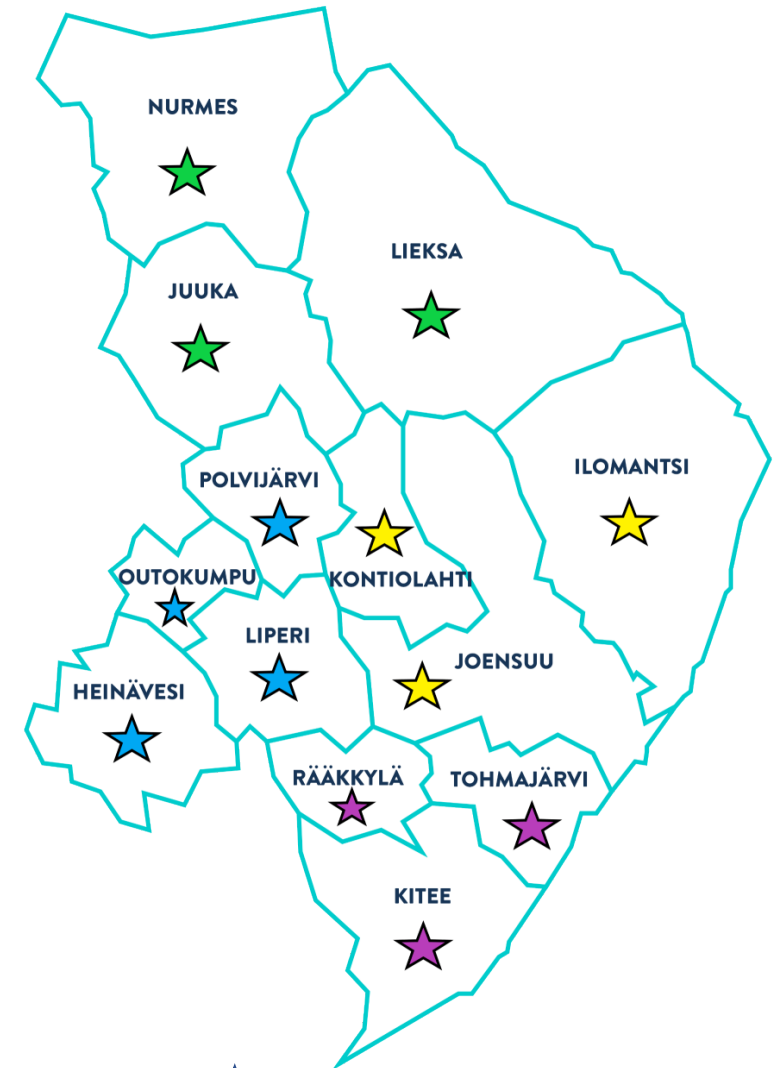 NURMES
LIEKSA
JUUKA
ILOMANTSI
POLVIJÄRVI
OUTOKUMPU
KONTIOLAHTI
LIPERI
JOENSUU
HEINÄVESI
RÄÄKKYLÄ
TOHMAJÄRVI
KITEE